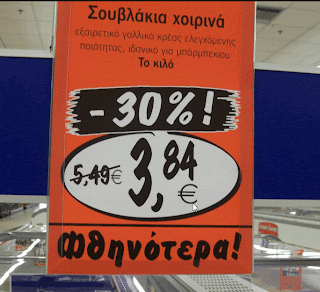 Σουβλάκια χοιρινά
εξαιρετικό γαλλικό κρέας ελεγχόμενης
ποιότητας, ιδανικό για μπάρμπεκιου
Το κιλό
-30%!
5,49€ 3,84 €
Φθηνότερα!